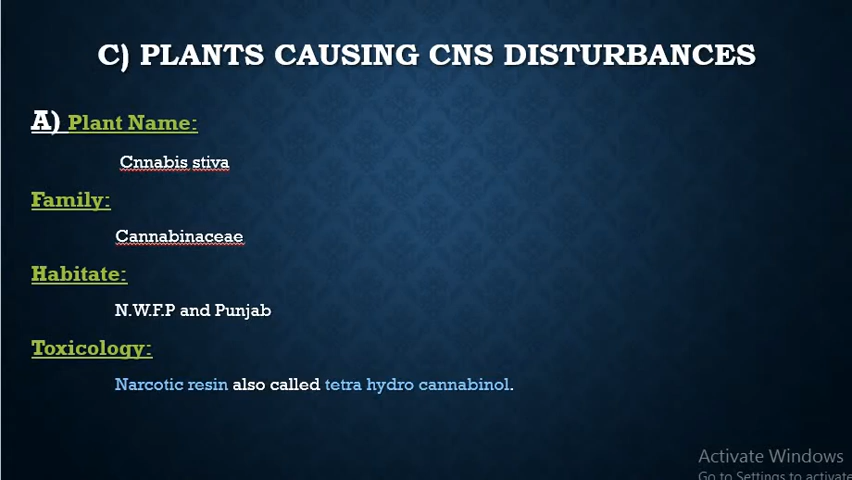 C) PLANTS CAUSING CNS DISTURBANCES
A) Plant Name:
Cnnabis stiva
Family:
Cannabinaceae
Habitate:
N.W.F.P and Punjab
Toxicology:
Narcotic resin also called tetra hydro cannabinol.
Activate Windows
Go to Settings to activate